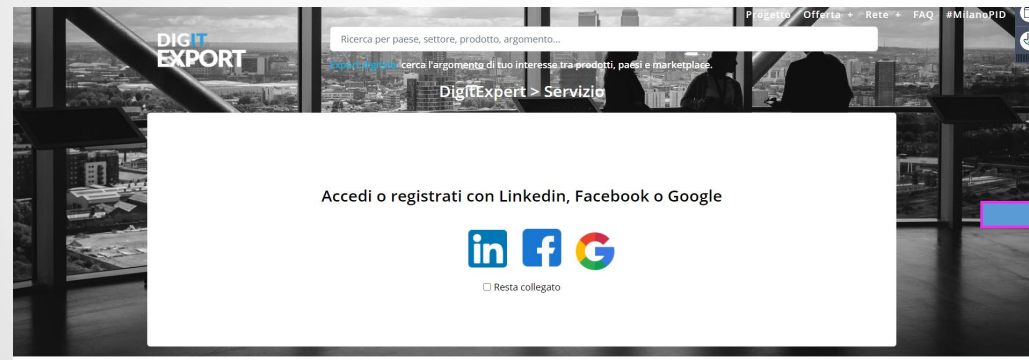 Progetto Offerta + Rete + FAQ #MilanoPID
DIGIT
EXPORT
Ricerca per paese, settore, prodotto, argomento...
cerca l'argomento di tuo interesse tra prodotti, paesi e marketplace.
DigitExpert > Servizio
Accedi o registrati con Linkedin, Facebook o Google
in f G
Resta collegato